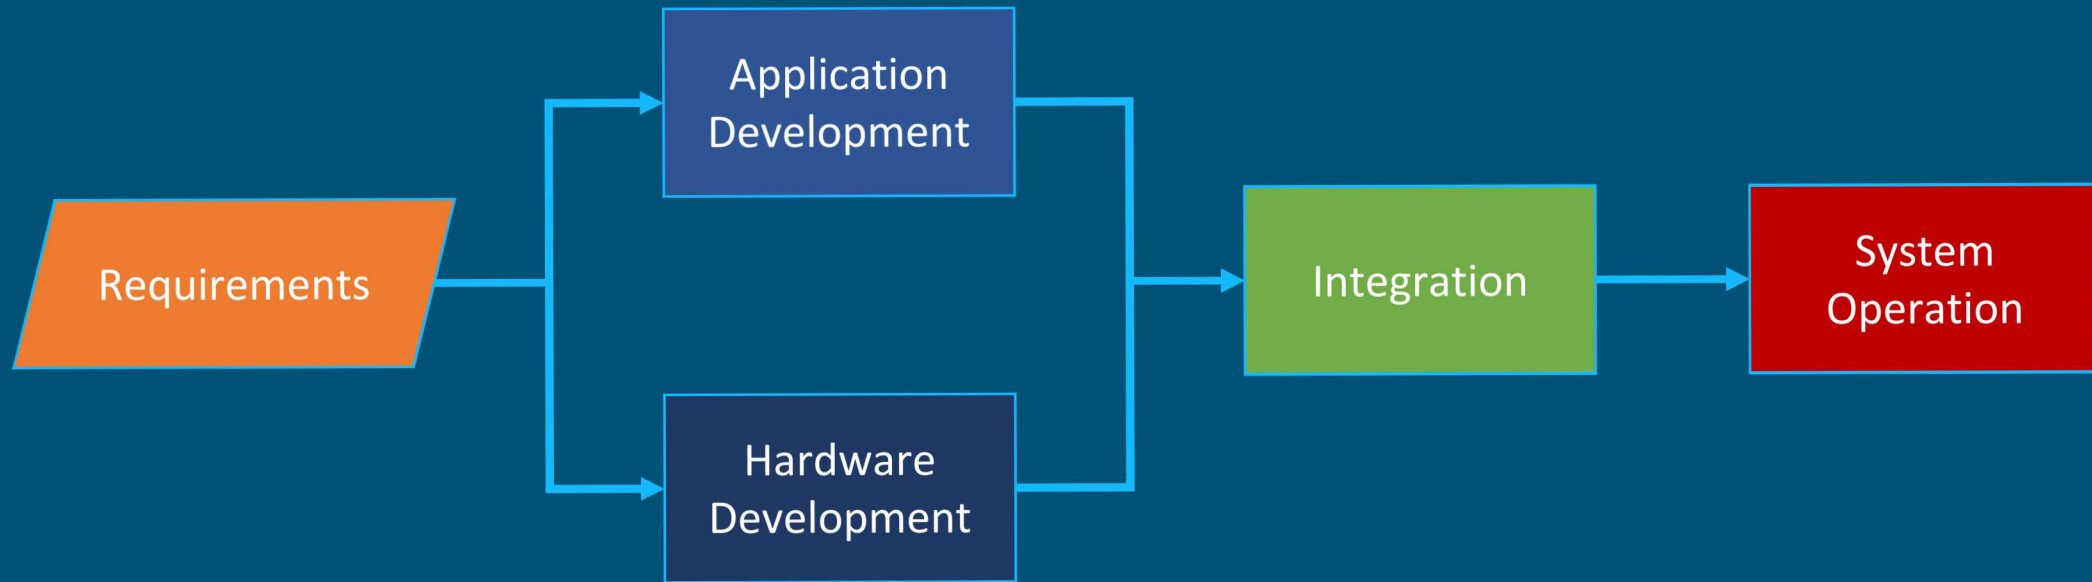 Requirements
Application
Development
Hardware
Development
Integration
System
Operation